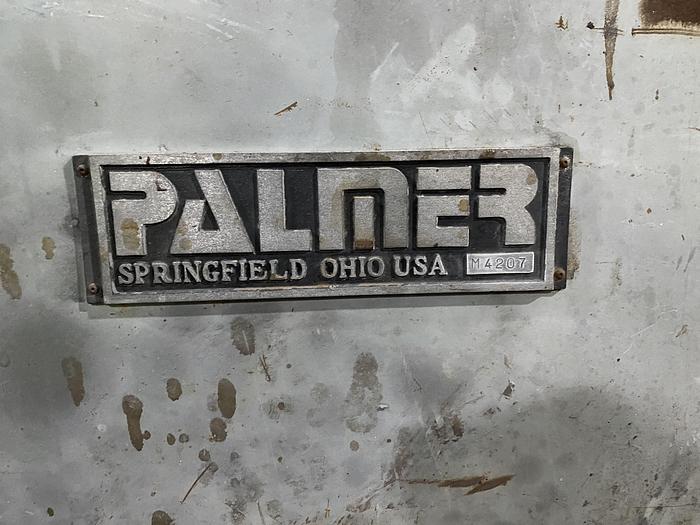 PALMER
SPRINGFIELD OHIO USA M4207